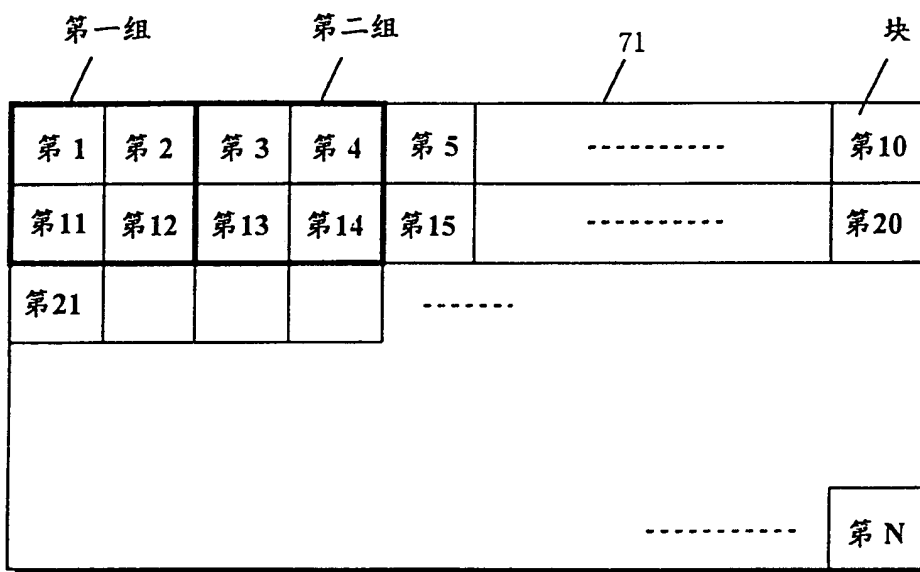 第一组 第二组 71 块
第 1 第 2 第 3 第 4 第 5 ---------- 第10
第11 第12 第13 第14 第15 ---------- 第20
第21 -------
----------- 第 N